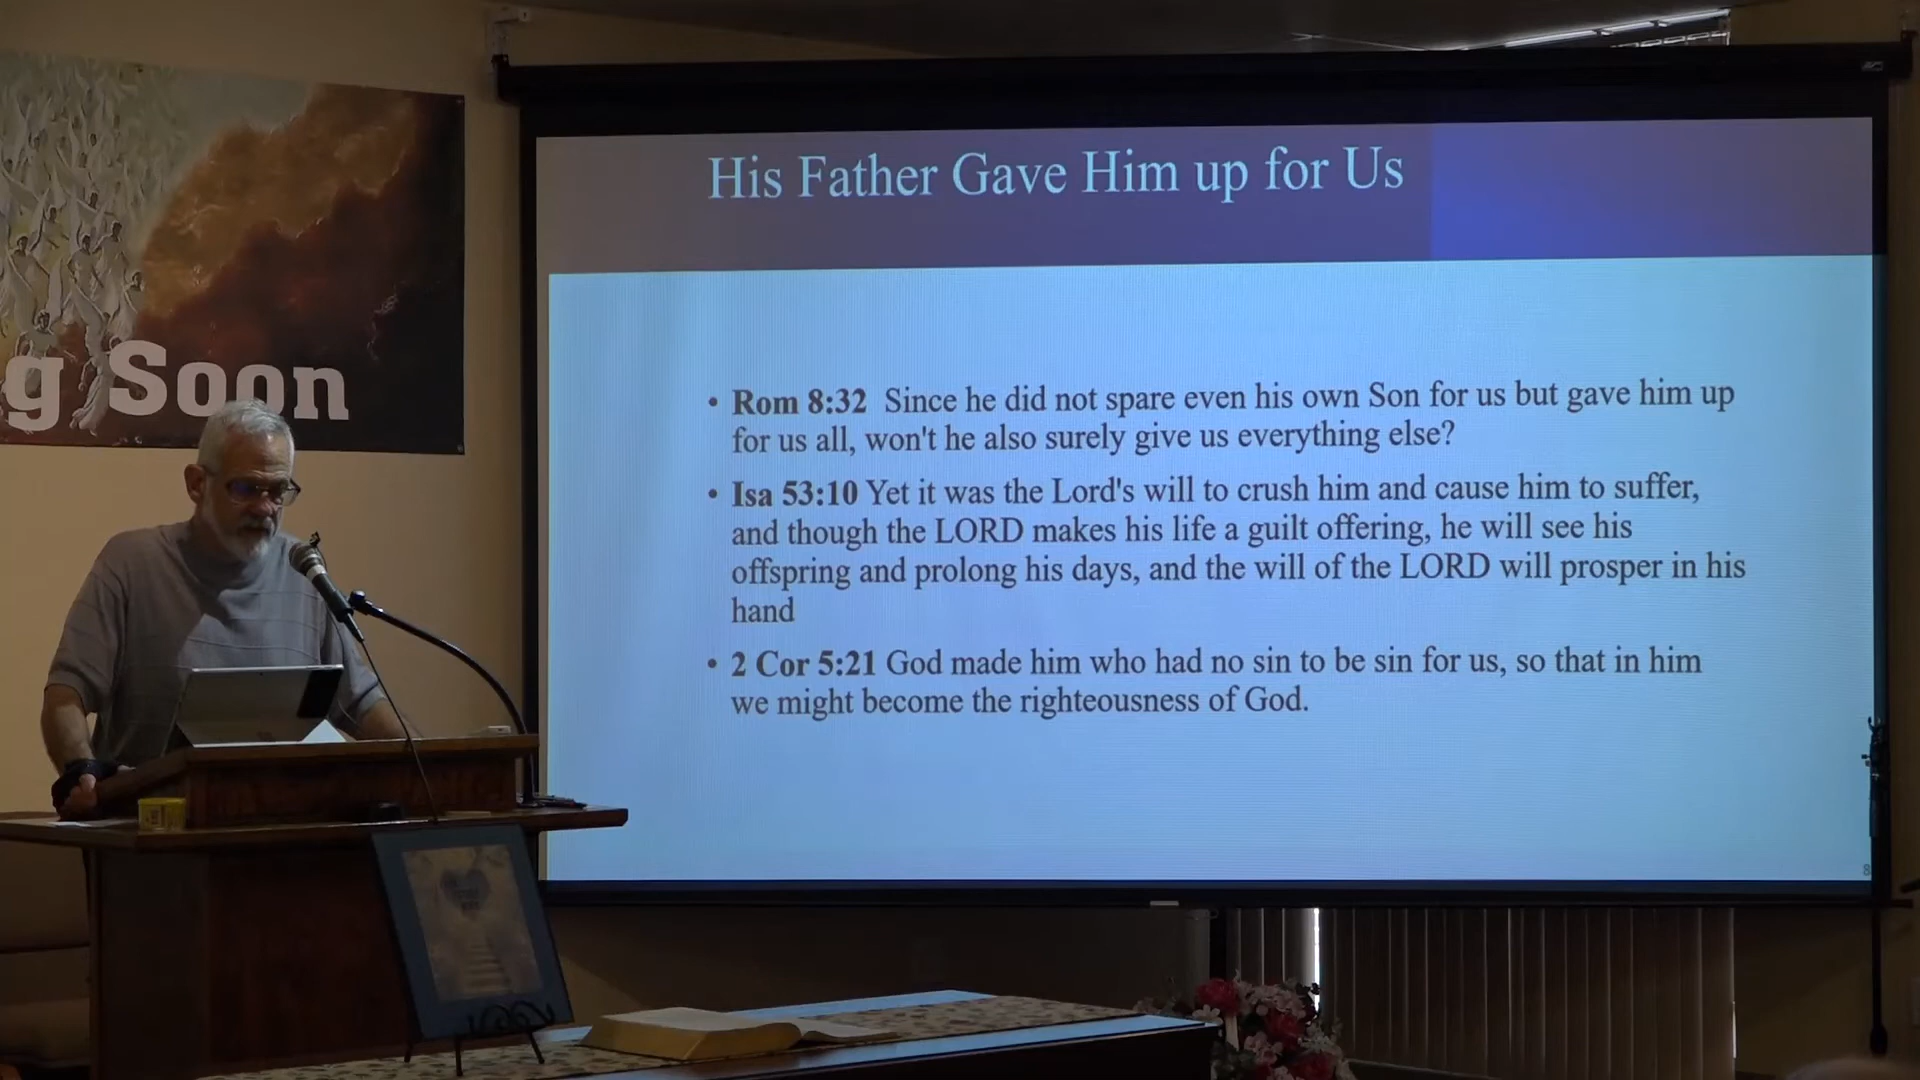 g Soon
His Father Gave Him up for Us
• Rom 8:32 Since he did not spare even his own Son for us but gave him up
for us all, won't he also surely give us everything else?
• Isa 53:10 Yet it was the Lord's will to crush him and cause him to suffer,
and though the LORD makes his life a guilt offering, he will see his
offspring and prolong his days, and the will of the LORD will prosper in his
hand
• 2 Cor 5:21 God made him who had no sin to be sin for us, so that in him
we might become the righteousness of God.
8